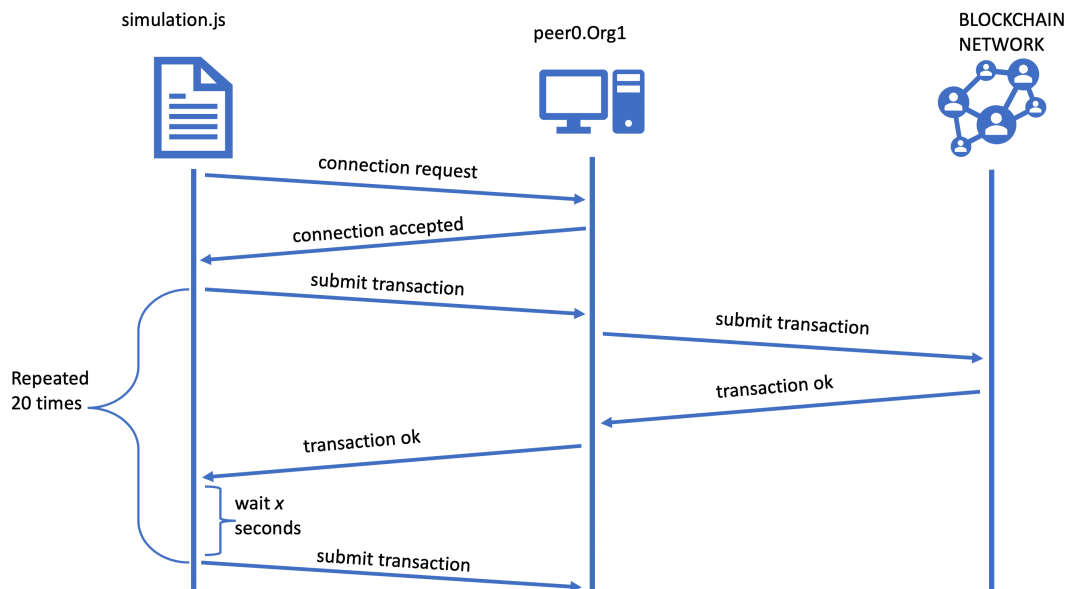 simulation.js
peer0.Org1
BLOCKCHAIN
NETWORK
connection request
connection accepted
submit transaction
submit transaction
Repeated
20 times
transaction ok
transaction ok
wait x
seconds
submit transaction